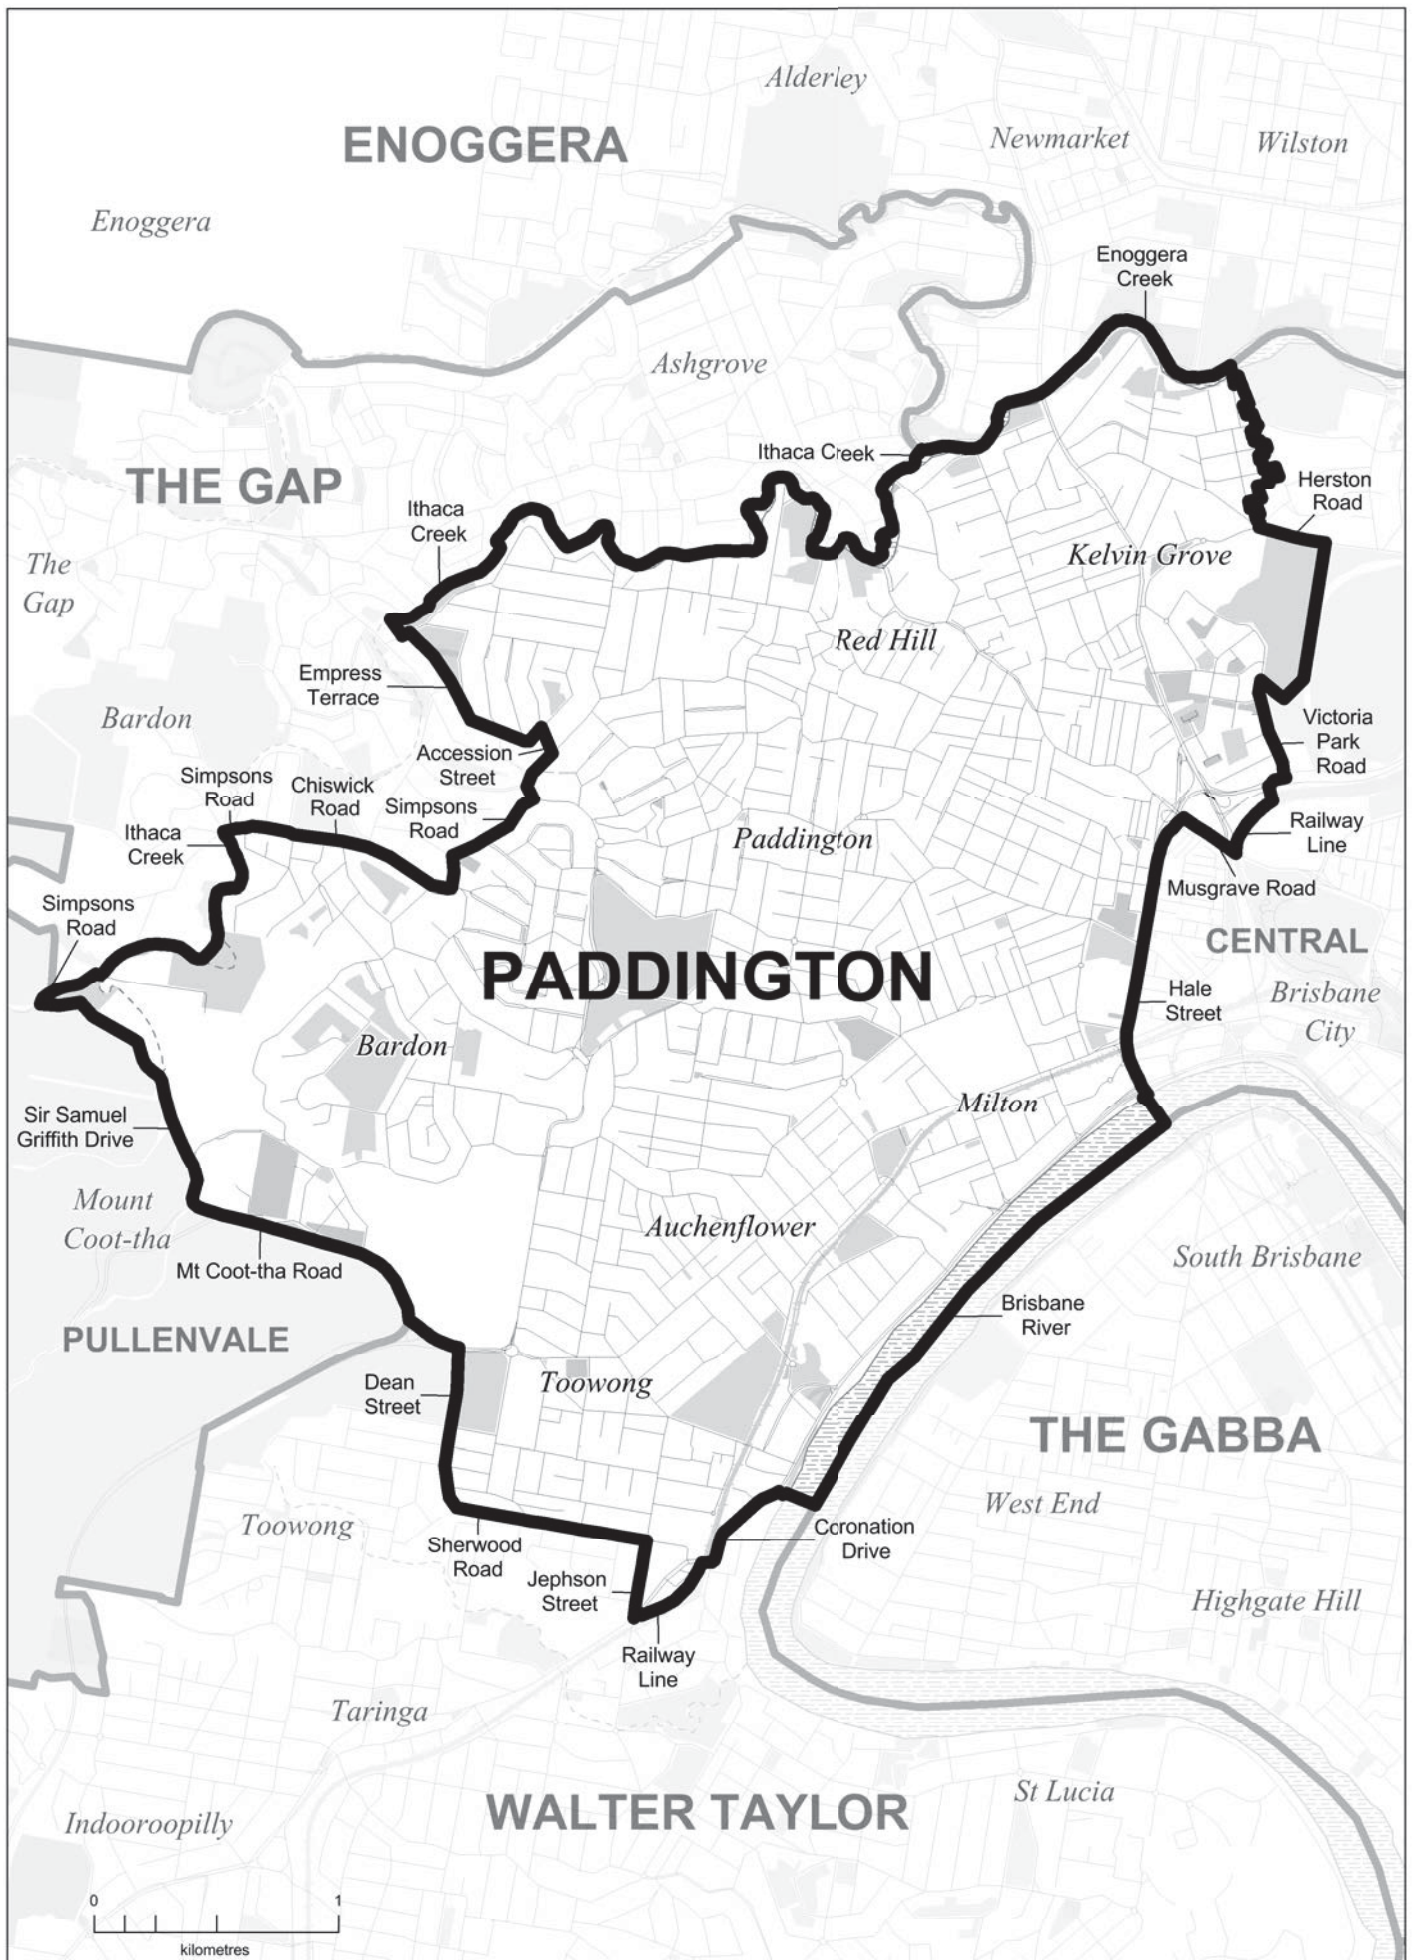 Alderley
ENOGGERA
Newmarket
Wilston
Enoggera
Enoggera
Creek
Ashgrove
Ithaca Creek
THE GAP
Herston
Road
Ithaca
Creek
The
Gap
Kelvin Grove
Red Hill
Empress
Terrace
Bardon
Victoria
Park
Road
Accession
Street
Simpsons
Road
Chiswick
Road
Simpsons
Road
Ithaca
Creek
Paddington
Railway
Line
Musgrave Road
Simpsons
Road
CENTRAL
PADDINGTON
Hale
Street
Brisbane
City
Bardon
Milton
Sir Samuel
Griffith Drive
Mount
Coot-tha
Auchenflower
South Brisbane
Mt Coot-tha Road
Brisbane
River
PULLENVALE
Dean
Street
Toowong
THE GABBA
West End
Toowong
Coronation
Drive
Sherwood
Road
Jephson
Street
Highgate Hill
Railway
Line
Taringa
St Lucia
WALTER TAYLOR
Indooroopilly
0 1
kilometres